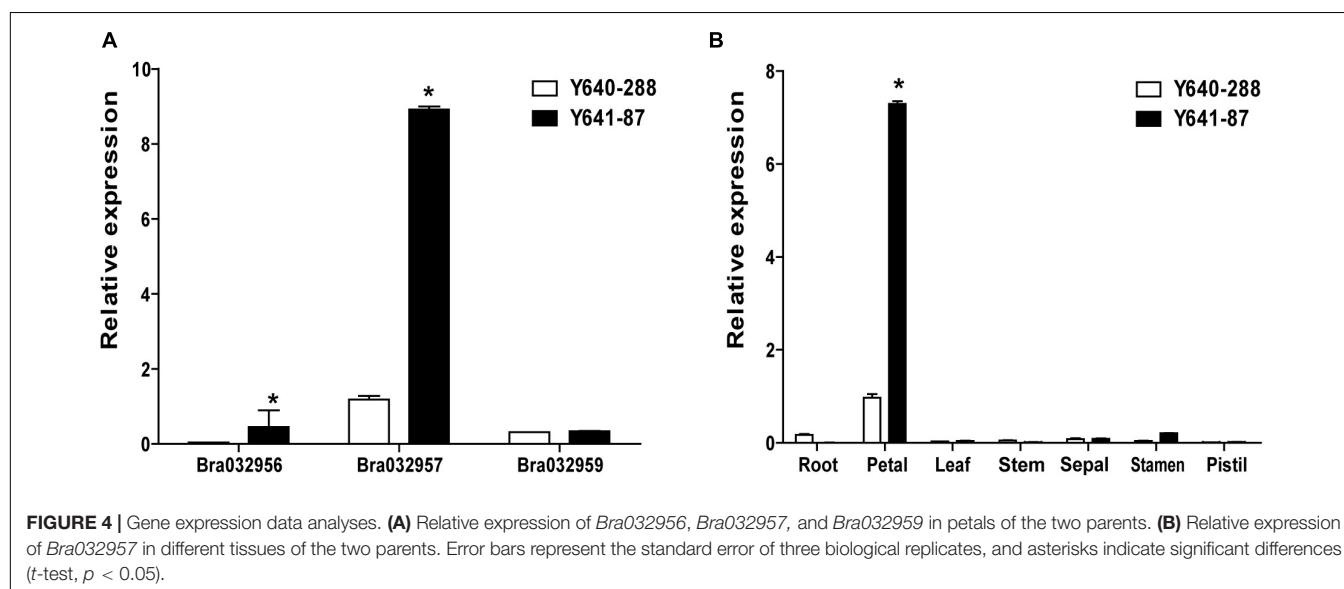 A
10
8
6
4
2
0
Relative expression
Y640-288
Y641-87
*
*
Bra032956 Bra032957 Bra032959
B
8
6
4
2
0
Relative expression
Y640-288
Y641-87
*
Root Petal Leaf Stem Sepal Stamen Pistil
FIGURE 4 | Gene expression data analyses. (A) Relative expression of Bra032956, Bra032957, and Bra032959 in petals of the two parents. (B) Relative expression
of Bra032957 in different tissues of the two parents. Error bars represent the standard error of three biological replicates, and asterisks indicate significant differences
(t-test, p < 0.05).